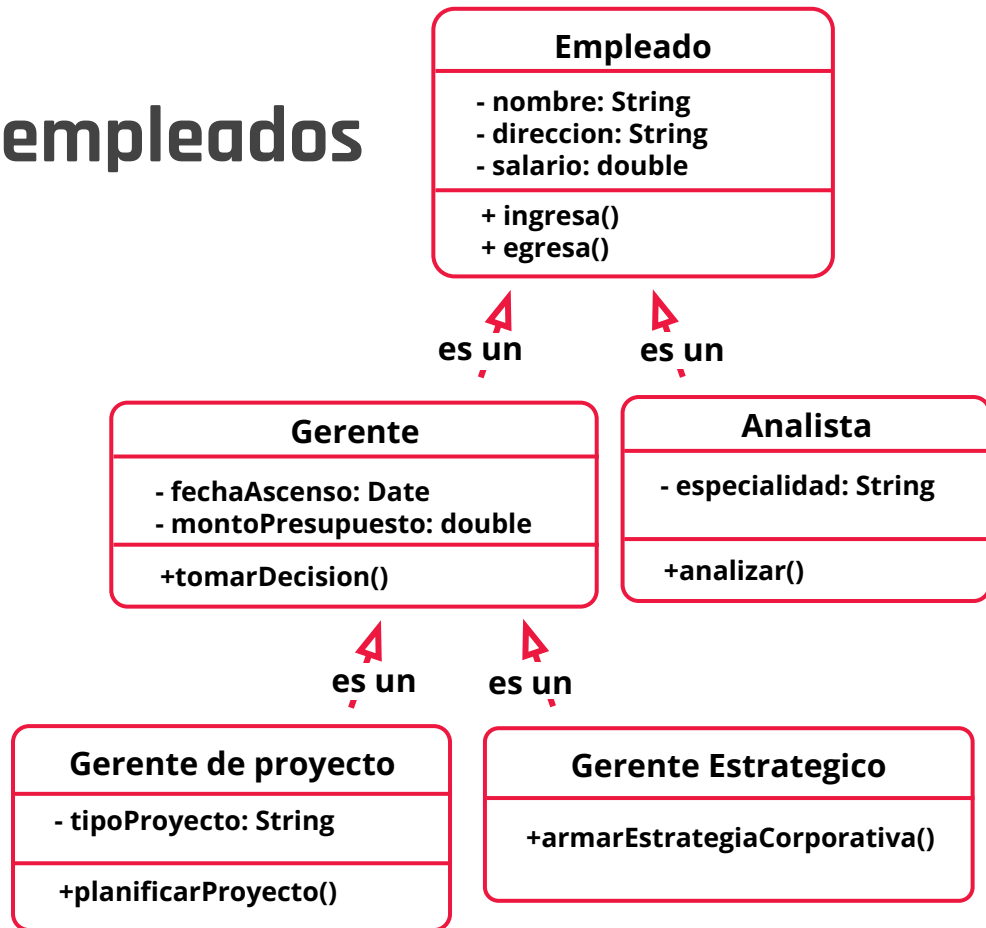 empleados
Empleado
- nombre: String
- direccion: String
- salario: double
+ ingresa()
+ egresa()
es un
es un
Gerente
- fechaAscenso: Date
- montoPresupuesto: double
+tomarDecision()
Analista
- especialidad: String
+analizar()
es un
es un
Gerente de proyecto
- tipoProyecto: String
+planificarProyecto()
Gerente Estrategico
+armarEstrategiaCorporativa()